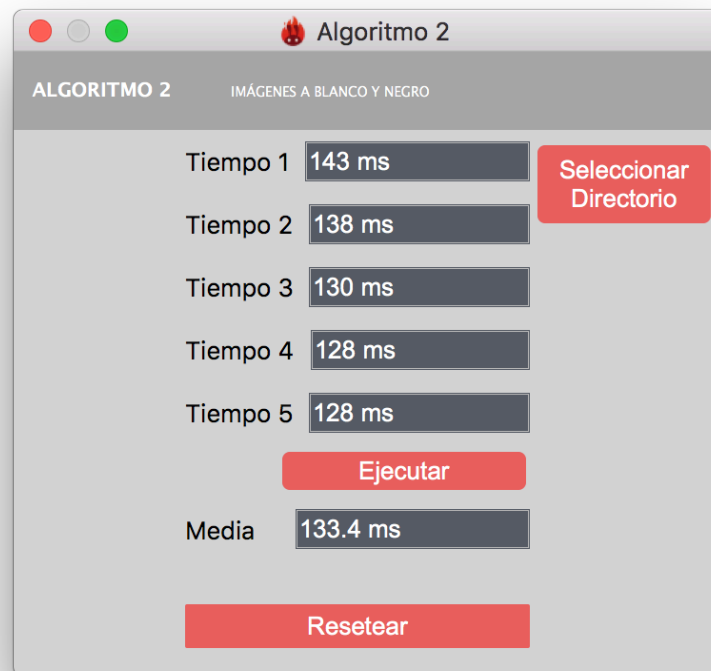 Algoritmo 2
ALGORITMO 2 IMÁGENES A BLANCO Y NEGRO
Tiempo 1 143 ms
Seleccionar
Directorio
Tiempo 2 138 ms
Tiempo 3 130 ms
Tiempo 4 128 ms
Tiempo 5 128 ms
Ejecutar
Media 133.4 ms
Resetear